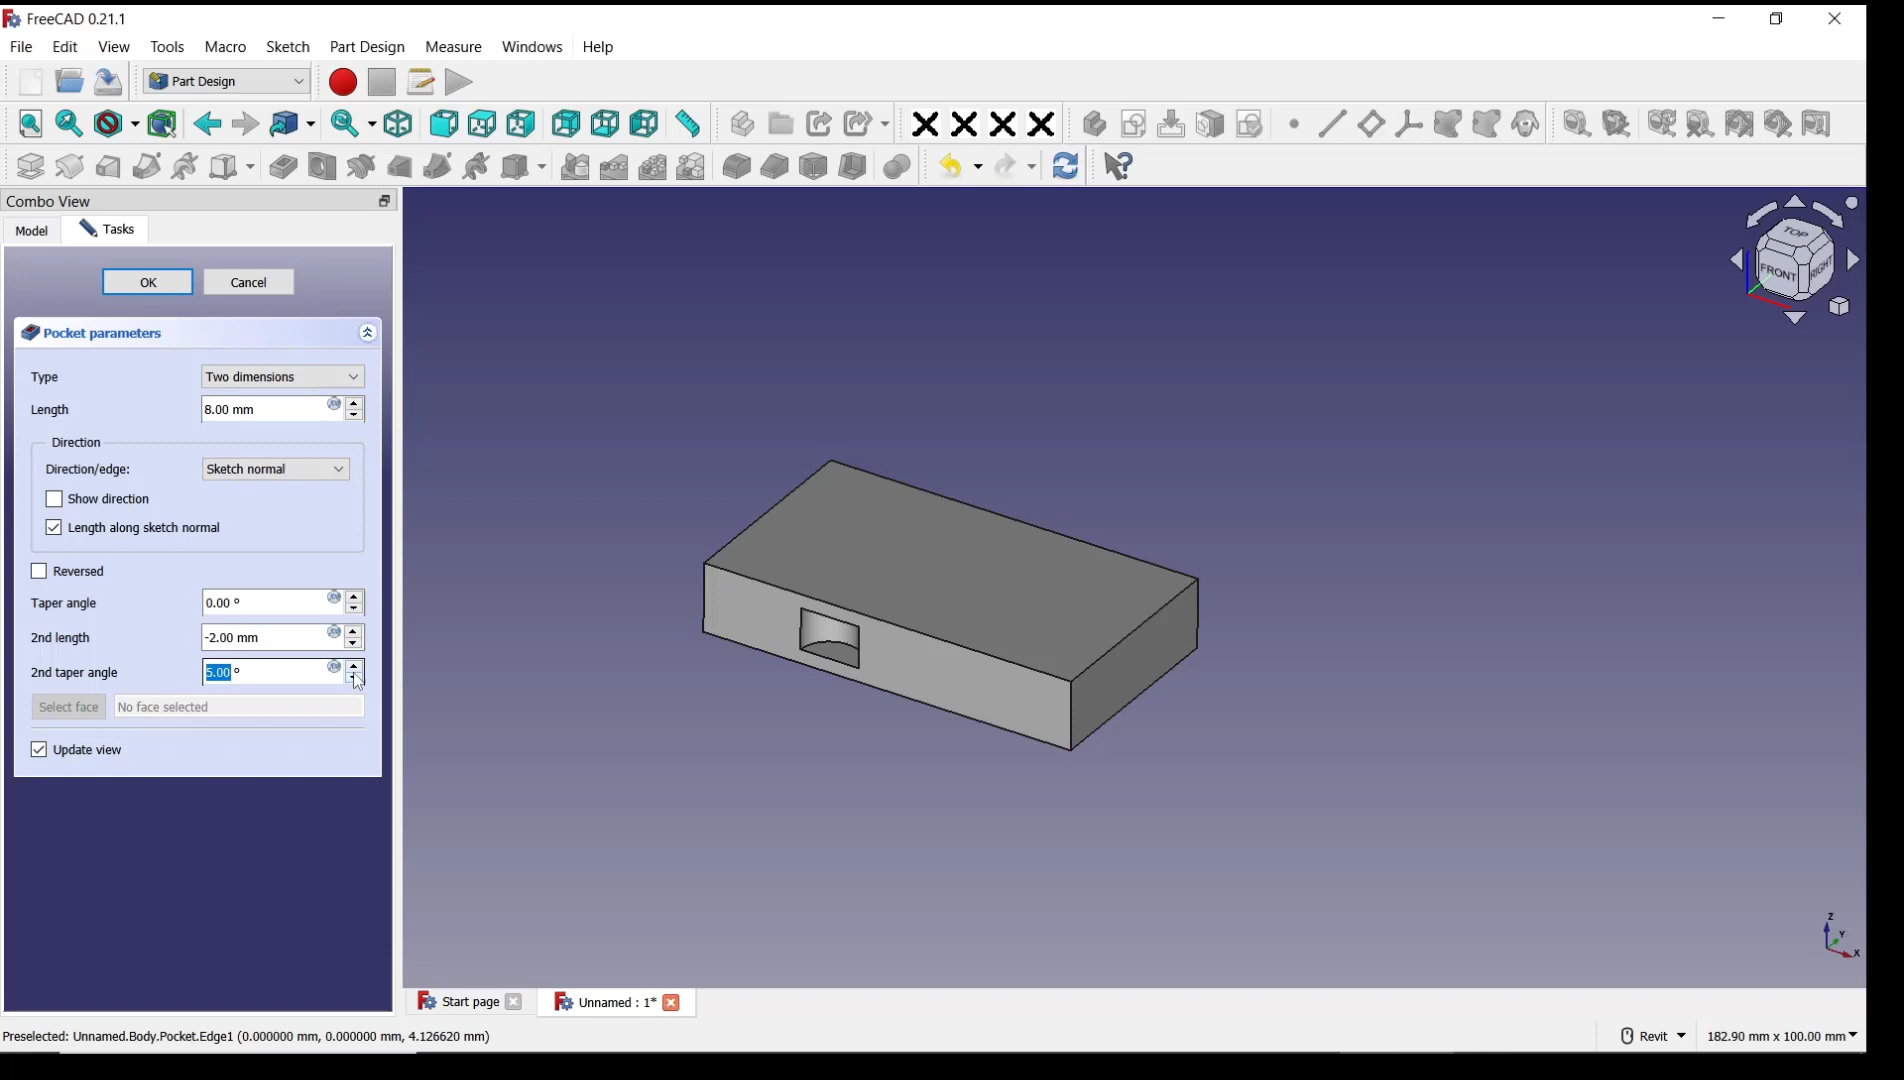 FreeCAD 0.21.1
File Edit View Tools Macro Sketch Part Design Measure Windows Help
Part Design
Combo View
Model Tasks
OK Cancel
Pocket parameters
Type Two dimensions
Length 8.00 mm
Direction
Direction/edge: Sketch normal
Show direction
Length along sketch normal
Reversed
Taper angle 0.00 °
2nd length -2.00 mm
2nd taper angle 5.00 °
Select face No face selected
Update view
TOP
FRONT RIGHT
Z
Y
X
Start page Unnamed : 1*
Preselected: Unnamed.Body.Pocket.Edge1 (0.000000 mm, 0.000000 mm, 4.126620 mm) Revit 182.90 mm x 100.00 mm